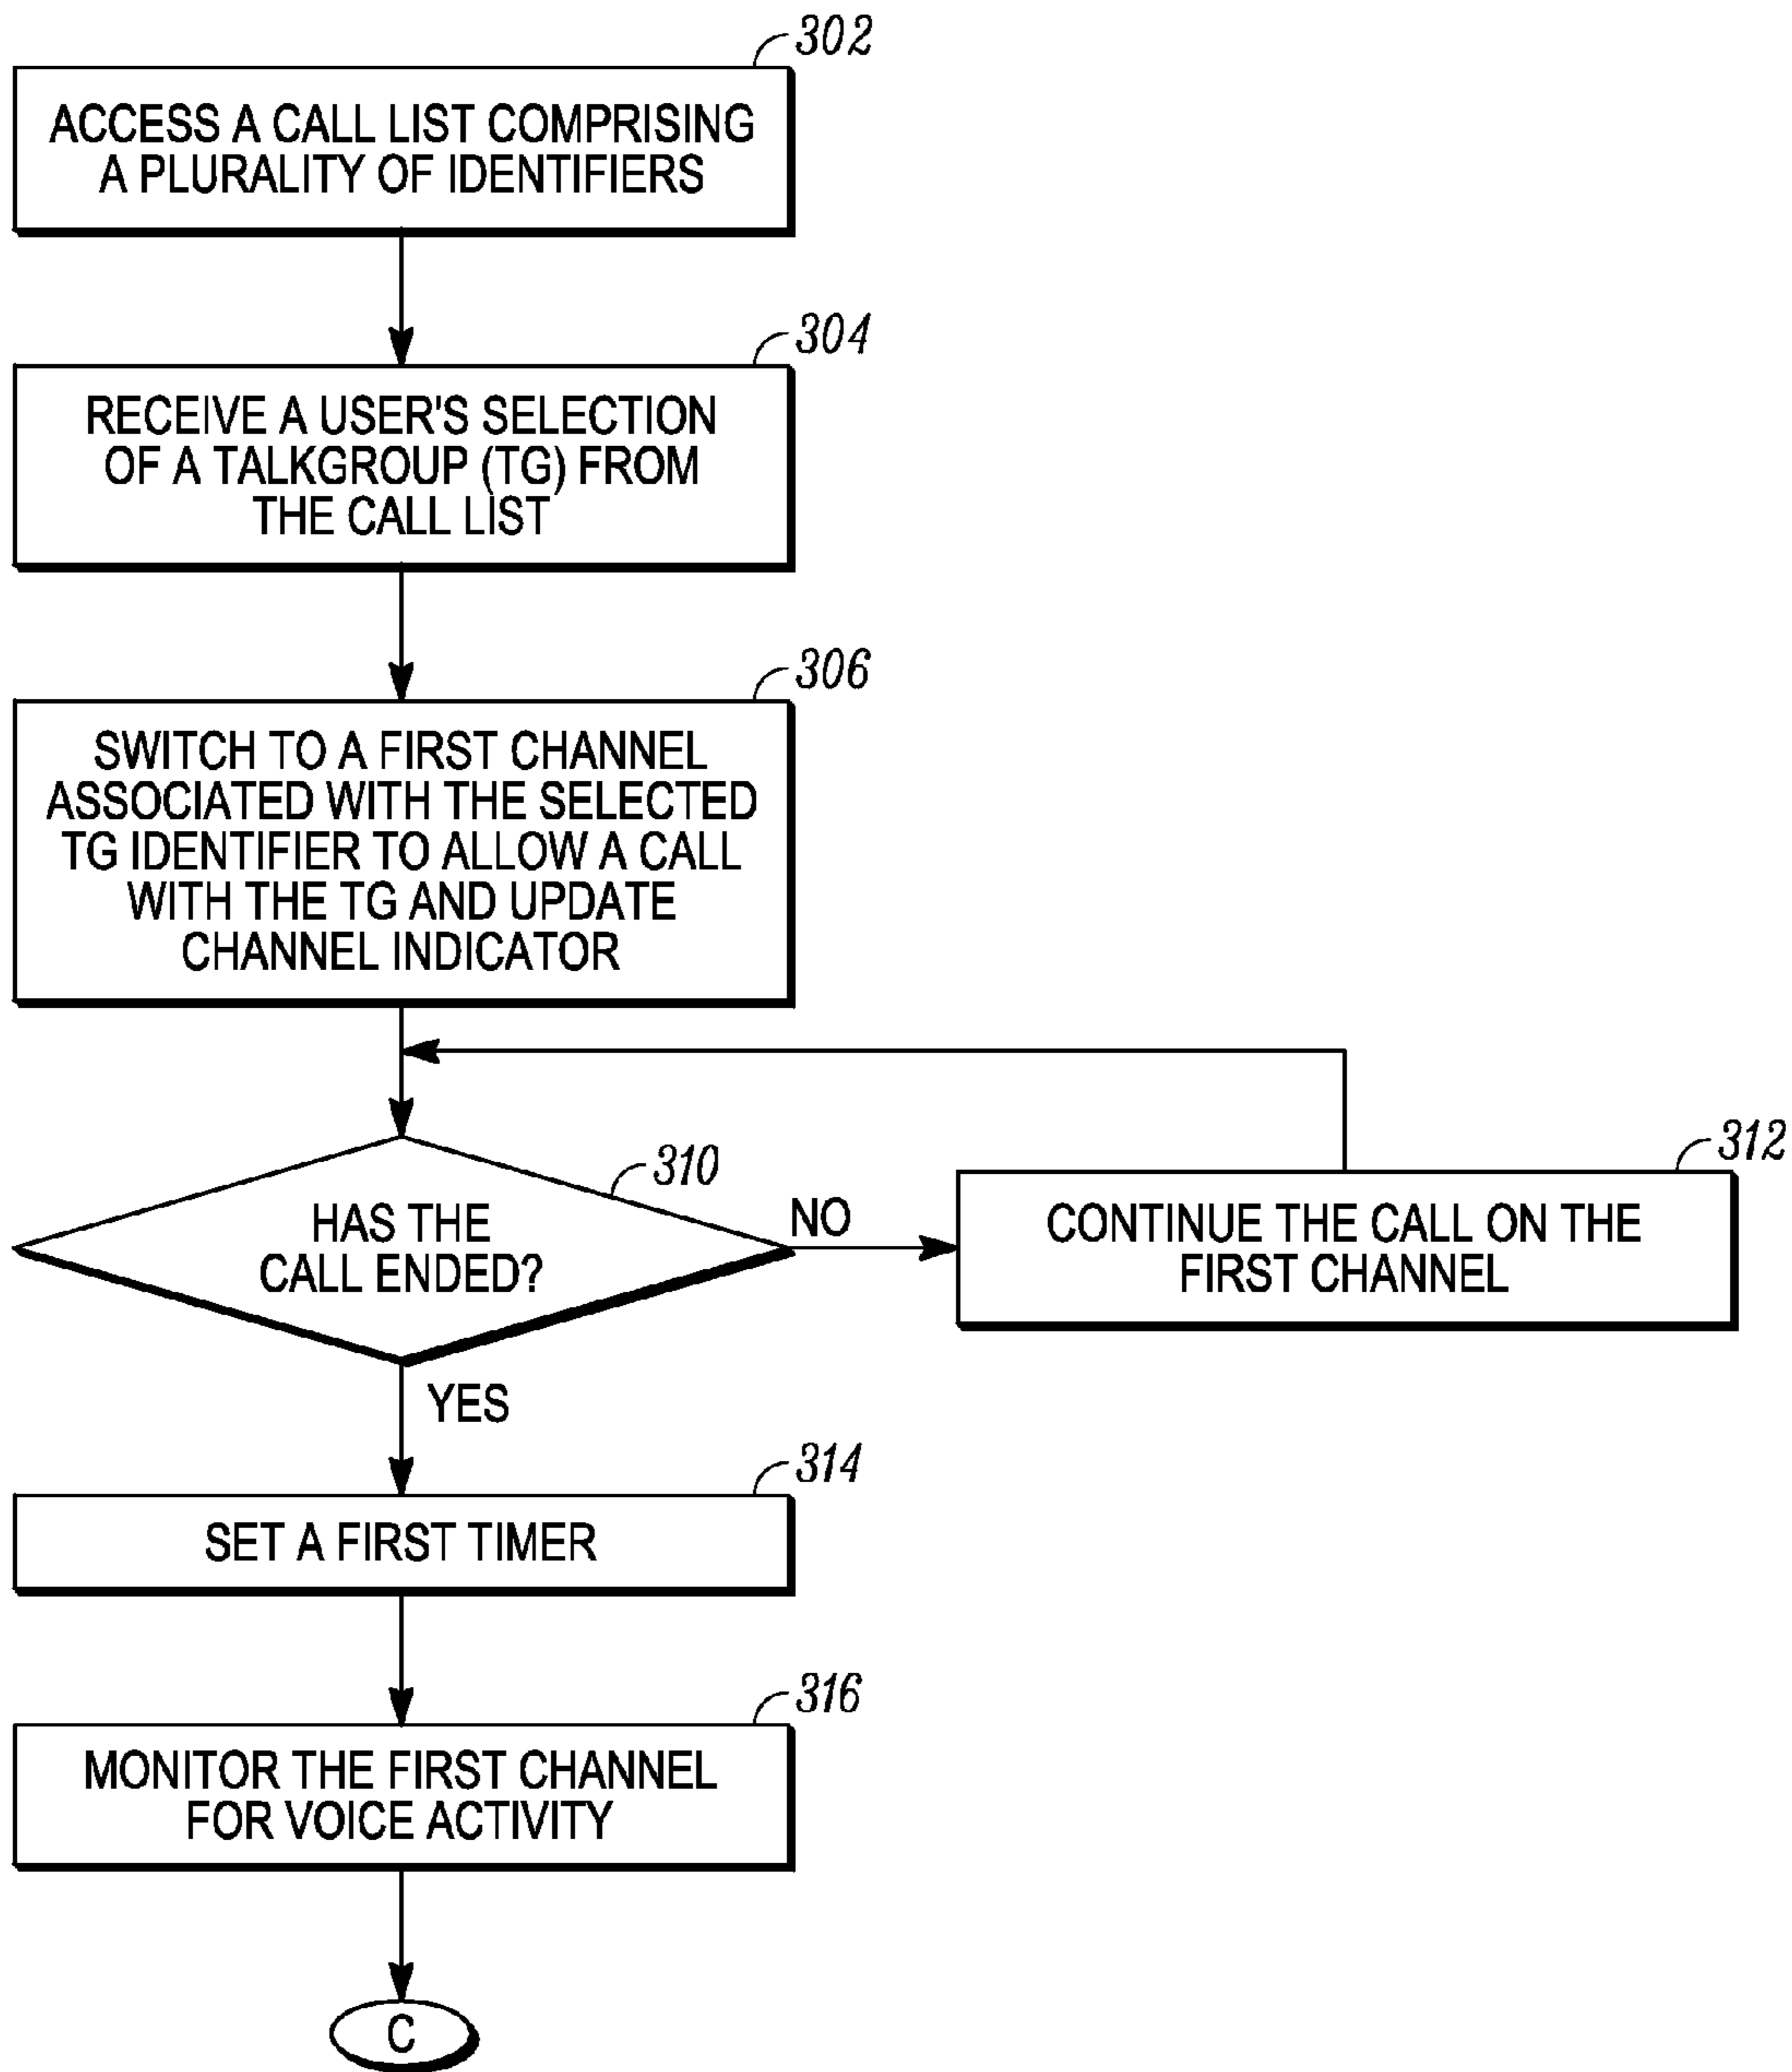 302
ACCESS A CALL LIST COMPRISING
A PLURALITY OF IDENTIFIERS
304
RECEIVE A USER'S SELECTION
OF A TALKGROUP (TG) FROM
THE CALL LIST
306
SWITCH TO A FIRST CHANNEL
ASSOCIATED WITH THE SELECTED
TG IDENTIFIER TO ALLOW A CALL
WITH THE TG AND UPDATE
CHANNEL INDICATOR
310
HAS THE
CALL ENDED?
NO
312
CONTINUE THE CALL ON THE
FIRST CHANNEL
YES
314
SET A FIRST TIMER
316
MONITOR THE FIRST CHANNEL
FOR VOICE ACTIVITY
C